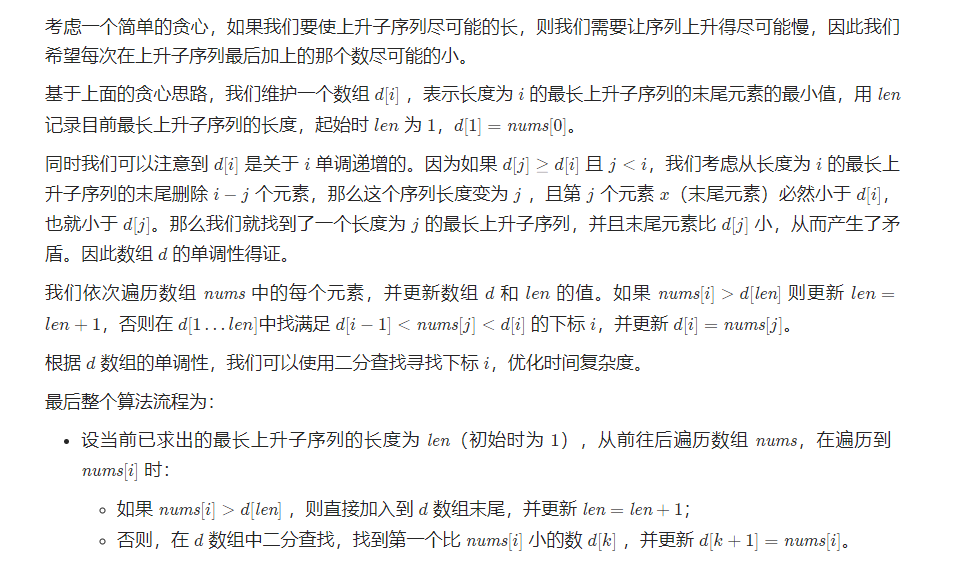 考虑一个简单的贪心，如果我们要使上升子序列尽可能的长，则我们需要让序列上升得尽可能慢，因此我们
希望每次在上升子序列最后加上的那个数尽可能的小。
基于上面的贪心思路，我们维护一个数组 d[i] ，表示长度为 i 的最长上升子序列的末尾元素的最小值，用 len
记录目前最长上升子序列的长度，起始时 len 为 1，d[1] = nums[0]。
同时我们可以注意到 d[i] 是关于 i 单调递增的。因为如果 d[j] ≥ d[i] 且 j < i，我们考虑从长度为 i 的最长上
升子序列的末尾删除 i − j 个元素，那么这个序列长度变为 j ，且第 j 个元素 x（末尾元素）必然小于 d[i]，
也就小于 d[j]。那么我们就找到了一个长度为 j 的最长上升子序列，并且末尾元素比 d[j] 小，从而产生了矛
盾。因此数组 d 的单调性得证。
我们依次遍历数组 nums 中的每个元素，并更新数组 d 和 len 的值。如果 nums[i] > d[len] 则更新 len =
len + 1，否则在 d[1…len]中找满足 d[i − 1] < nums[j] < d[i] 的下标 i，并更新 d[i] = nums[j]。
根据 d 数组的单调性，我们可以使用二分查找寻找下标 i，优化时间复杂度。
最后整个算法流程为：
• 设当前已求出的最长上升子序列的长度为 len（初始时为 1），从前往后遍历数组 nums，在遍历到
nums[i] 时：
◦ 如果 nums[i] > d[len] ，则直接加入到 d 数组末尾，并更新 len = len + 1；
◦ 否则，在 d 数组中二分查找，找到第一个比 nums[i] 小的数 d[k] ，并更新 d[k + 1] = nums[i]。